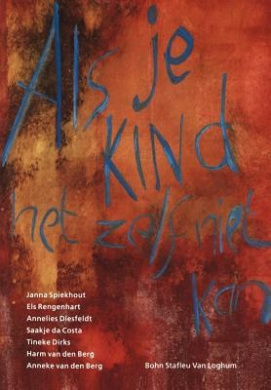 Als je
KIND
het zelf niet
kan
Janna Spiekhout
Els Rengenhart
Annelies Diesfeldt
Saakje da Costa
Tineke Dirks
Harm van den Berg
Anneke van den Berg
Bohn Stafleu Van Loghum